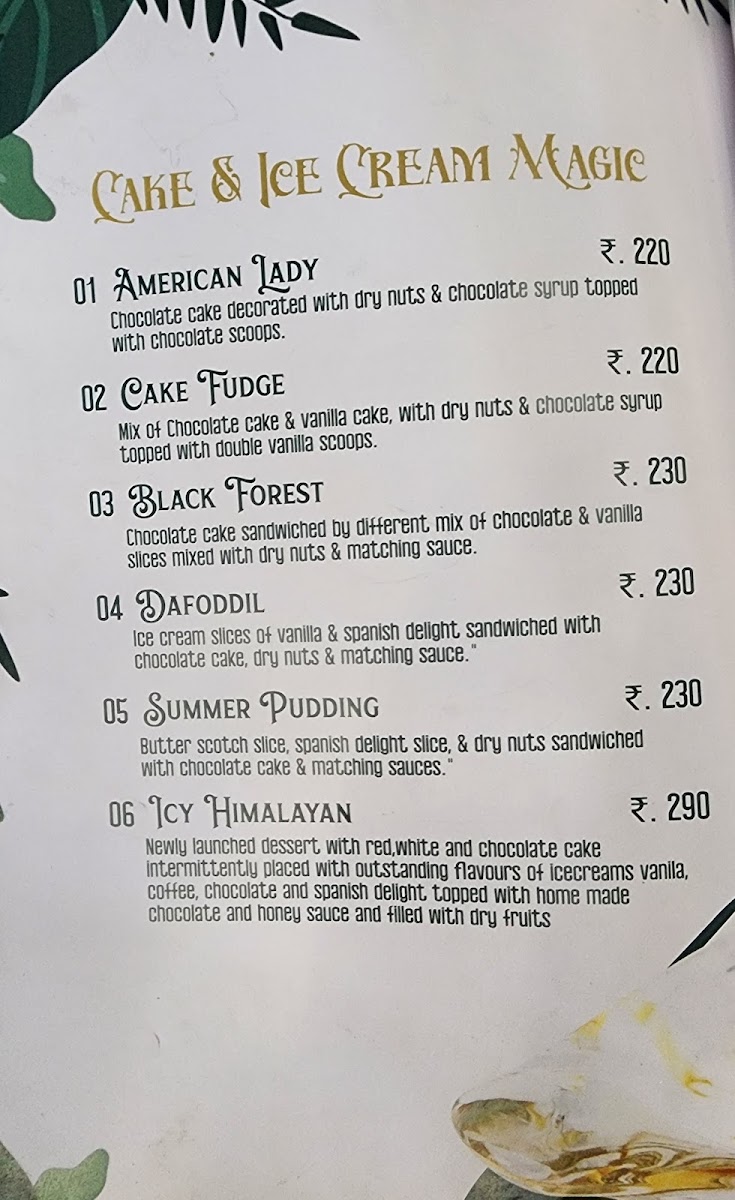 Cake & Ice Cream Magic
01 American Lady ₹. 220
Chocolate cake decorated with dry nuts & chocolate syrup topped
with chocolate scoops.
02 Cake Fudge ₹. 220
Mix of Chocolate cake & vanilla cake, with dry nuts & chocolate syrup
topped with double vanilla scoops.
03 Black Forest ₹. 230
Chocolate cake sandwiched by different mix of chocolate & vanilla
slices mixed with dry nuts & matching sauce.
04 Dafoddil ₹. 230
Ice cream slices of vanilla & spanish delight sandwiched with
chocolate cake, dry nuts & matching sauce."
05 Summer Pudding ₹. 230
Butter scotch slice, spanish delight slice, & dry nuts sandwiched
with chocolate cake & matching sauces."
06 Icy Himalayan ₹. 290
Newly launched dessert with red,white and chocolate cake
intermittently placed with outstanding flavours of icecreams vanila,
coffee, chocolate and spanish delight topped with home made
chocolate and honey sauce and filled with dry fruits